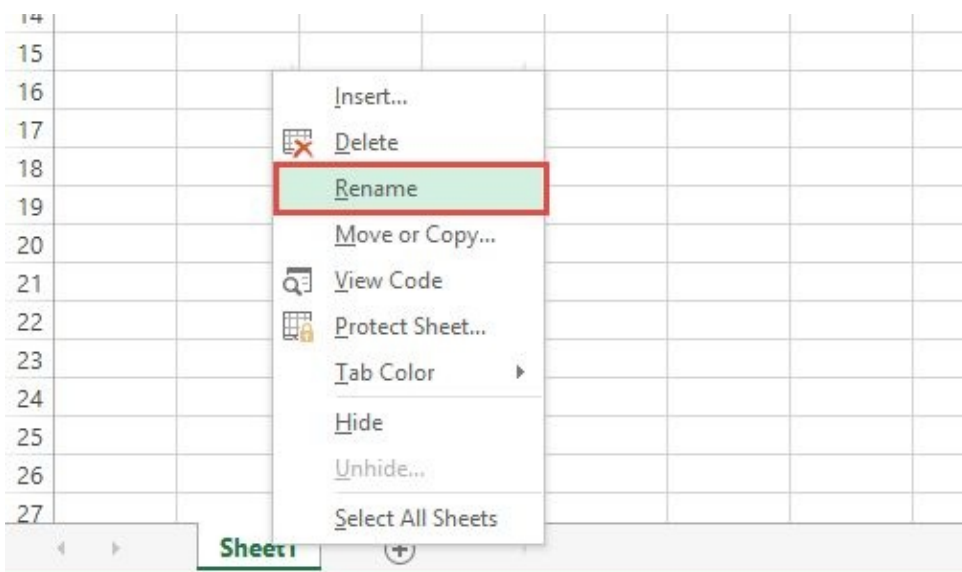 14
15
16
Insert...
17
Delete
18
Rename
19
Move or Copy...
20
21
View Code
22
Protect Sheet...
23
Tab Color
24
Hide
25
26
Unhide...
27
Select All Sheets
Sheet1